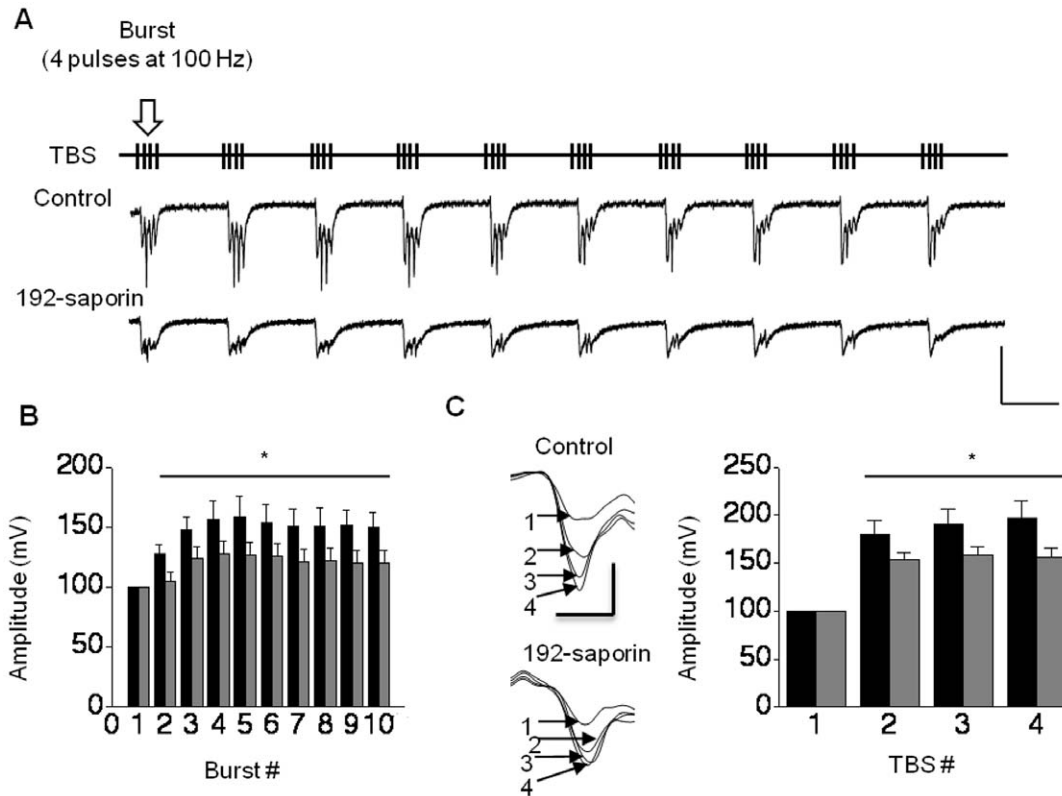 A
Burst
(4 pulses at 100 Hz)
TBS
Control
192-saporin
B
*
200
150
100
50
0
Amplitude (mV)
0 1 2 3 4 5 6 7 8 9 10
Burst #
C
Control
1
2
3
4
192-saporin
1
2
3
4
*
250
200
150
100
50
0
Amplitude (mV)
1 2 3 4
TBS #